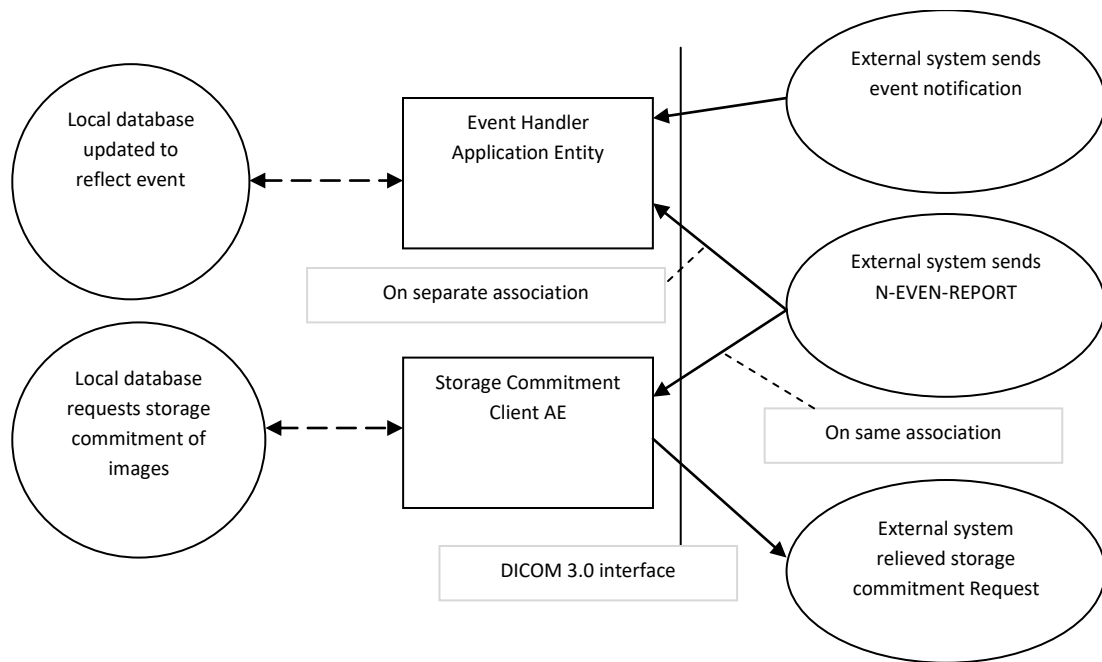 External system sends
event notification
Local database
updated to
reflect event
Event Handler
Application Entity
On separate association
External system sends
N-EVEN-REPORT
Local database
requests storage
commitment of
images
Storage Commitment
Client AE
On same association
DICOM 3.0 interface
External system
relieved storage
commitment Request